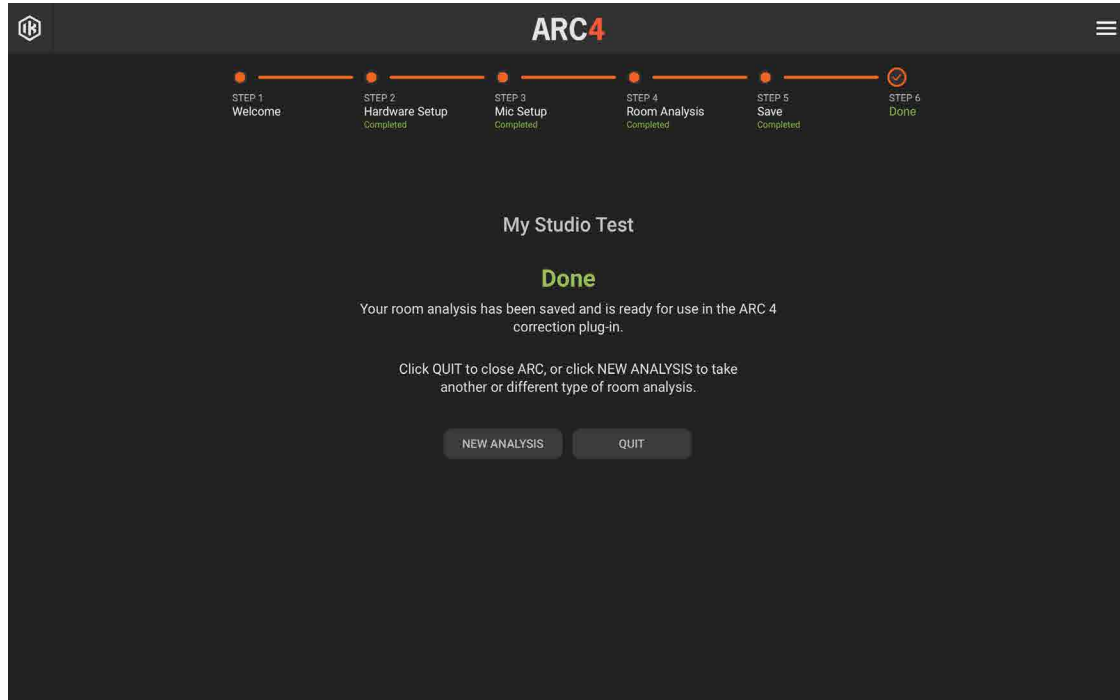 ARC4
STEP 1
Welcome
STEP 2
Hardware Setup
Completed
STEP 3
Mic Setup
Completed
STEP 4
Room Analysis
Completed
STEP 5
Save
Completed
STEP 6
Done
My Studio Test
Done
Your room analysis has been saved and is ready for use in the ARC 4
correction plug-in.
Click QUIT to close ARC, or click NEW ANALYSIS to take
another or different type of room analysis.
NEW ANALYSIS
QUIT